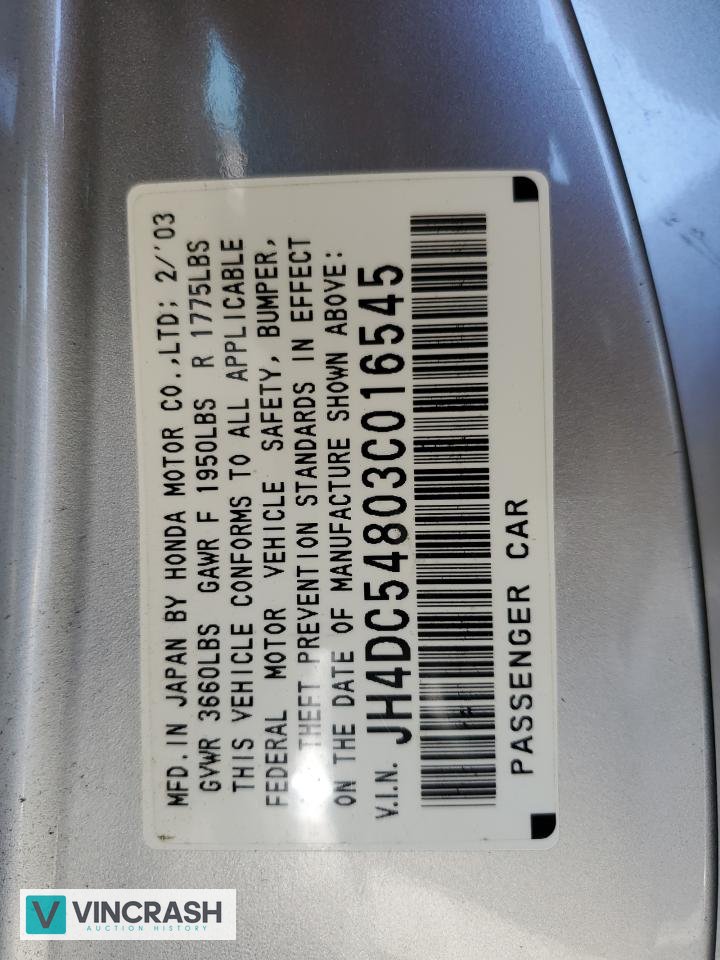 MFD. IN JAPAN BY HONDA MOTOR CO.,LTD; 2/'03
GVWR 3660LBS GAWR F 1950LBS R 1775LBS
THIS VEHICLE CONFORMS TO ALL APPLICABLE
FEDERAL MOTOR VEHICLE SAFETY, BUMPER,
THEFT PREVENTION STANDARDS IN EFFECT
ON THE DATE OF MANUFACTURE SHOWN ABOVE:
V.I.N. JH4DC54803C016545
PASSENGER CAR
V VINCRASH
AUCTION HISTORY